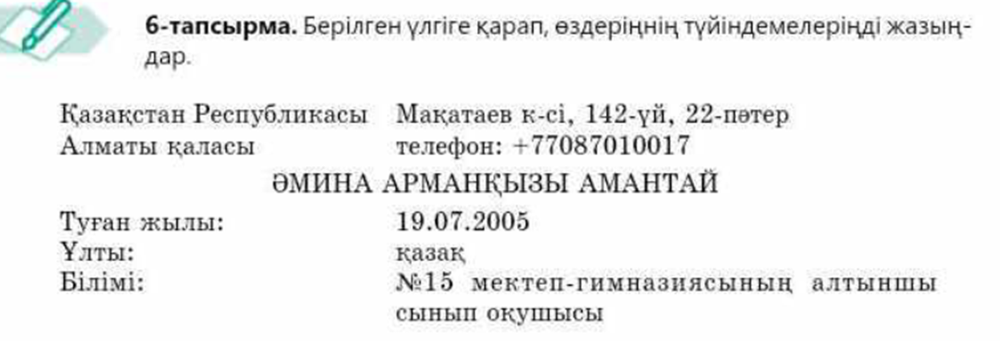 6-тапсырма. Берілген үлгіге қарап, өздеріңнің түйіндемелеріңді жазың-
дар.
Қазақстан Республикасы Мақатаев к-сі, 142-үй, 22-пәтер
Алматы қаласы телефон: +77087010017
ӘМИНА АРМАНҚЫЗЫ АМАНТАЙ
Туған жылы: 19.07.2005
Ұлты: қазақ
Білімі: №15 мектеп-гимназиясының алтыншы
сынып оқушысы